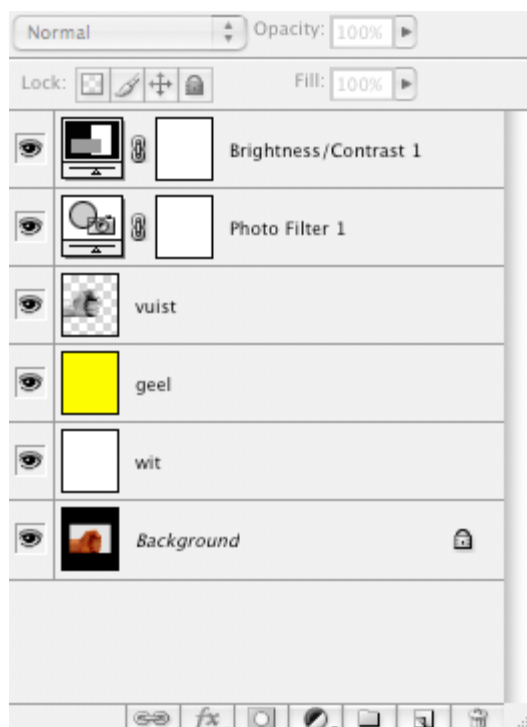 Normal Opacity: 100%
Lock: Fill: 100%
Brightness/Contrast 1
Photo Filter 1
vuist
geel
wit
Background
fx